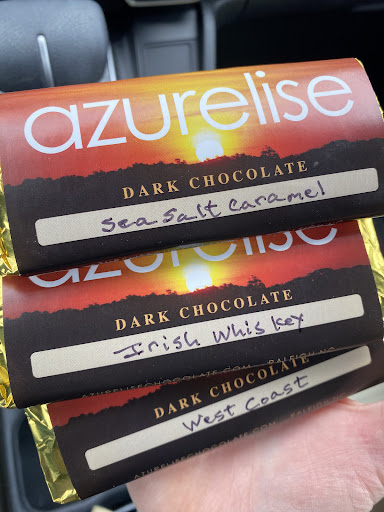 azurelise
DARK CHOCOLATE
Sea Salt Caramel
azurelise
DARK CHOCOLATE
Irish Whiskey
DARK CHOCOLATE
West Coast